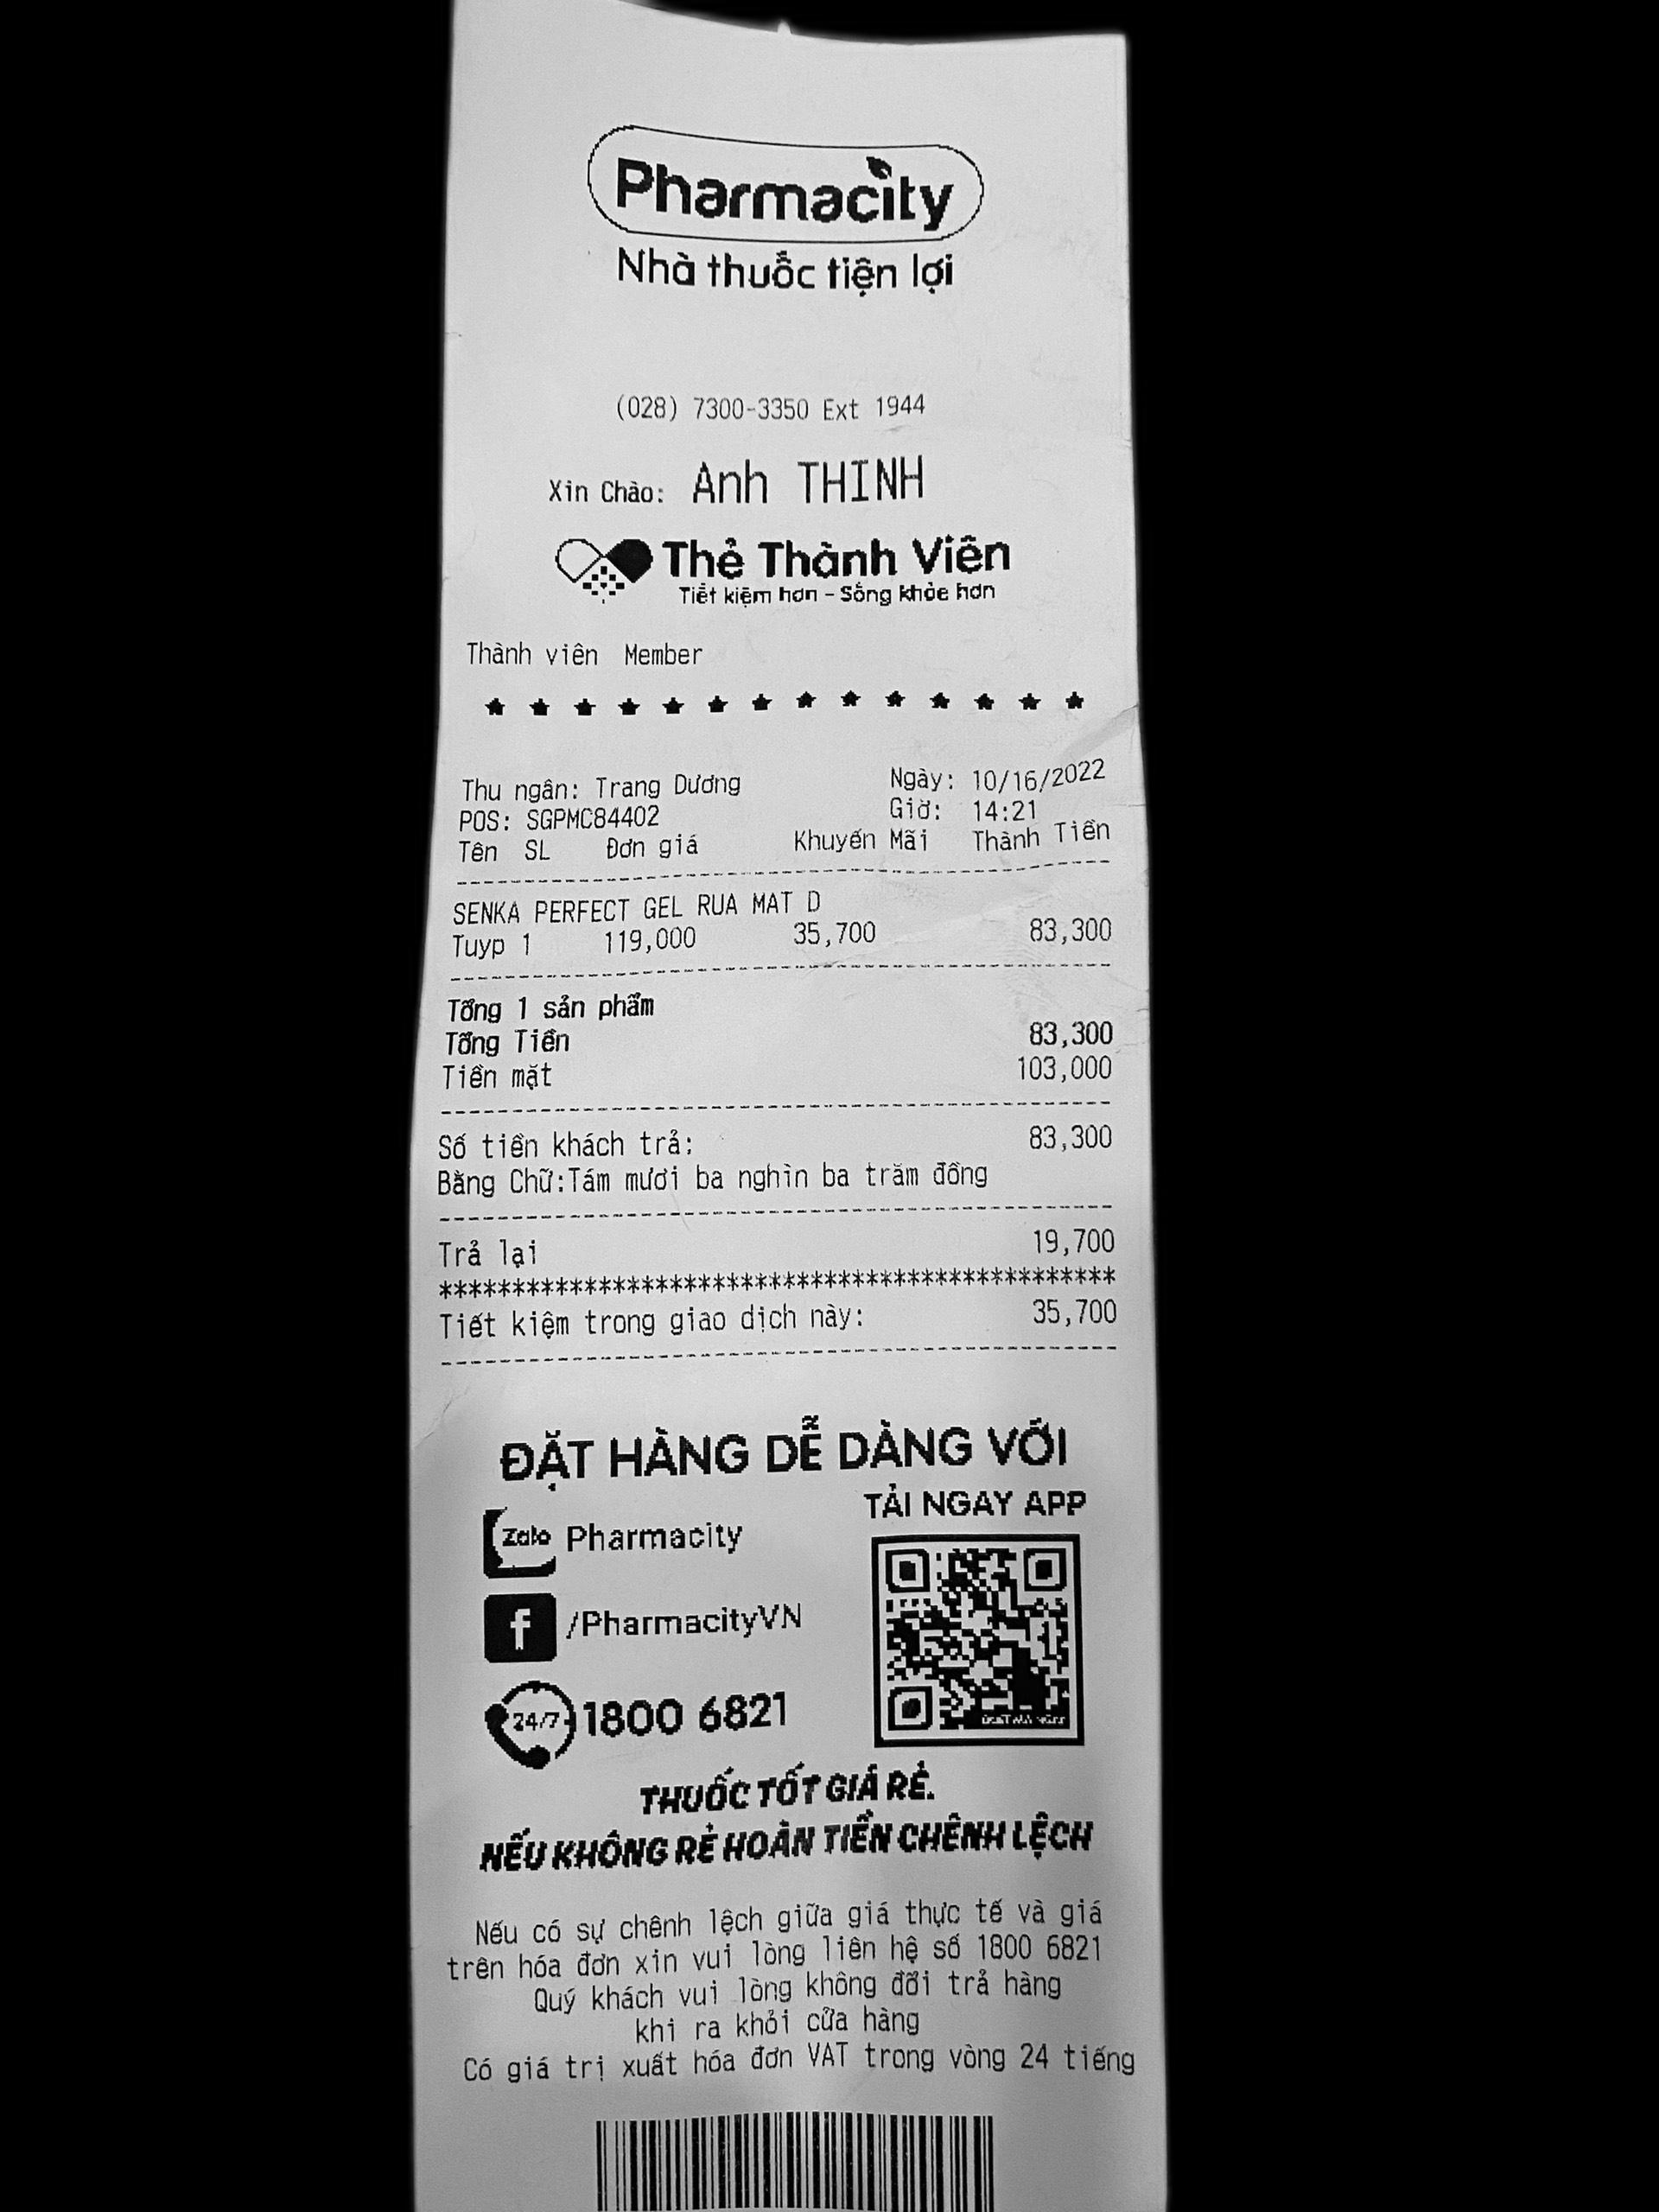 Pharmacity
Nhà thuốc tiện lợi
(028) 7300-3350 Ext 1944
Xin Chào: Anh THINH
Thẻ Thành Viên
Tiết kiệm hơn - Sống khỏe hơn
Thành viên Member
Thu ngân: Trang Dương Ngày: 10/16/2022
POS: SGPMC84402 Giờ: 14:21
Tên SL Đơn giá Khuyến Mãi Thành Tiền
SENKA PERFECT GEL RUA MAT D
Tuyp 1 119,000 35,700 83,300
Tổng 1 sản phẩm
Tổng Tiền 83,300
Tiền mặt 103,000
Số tiền khách trả: 83,300
Bằng Chữ:Tám mươi ba nghìn ba trăm đồng
Trả lại 19,700
***********************************************
Tiết kiệm trong giao dịch này: 35,700
ĐẶT HÀNG DỄ DÀNG VỚI
TẢI NGAY APP
Zalo Pharmacity
f /PharmacityVN
24/7 1800 6821
THUỐC TỐT GIÁ RẺ.
NẾU KHÔNG RẺ HOÀN TIỀN CHÊNH LỆCH
Nếu có sự chênh lệch giữa giá thực tế và giá
trên hóa đơn xin vui lòng liên hệ số 1800 6821
Quý khách vui lòng không đổi trả hàng
khi ra khỏi cửa hàng
Có giá trị xuất hóa đơn VAT trong vòng 24 tiếng